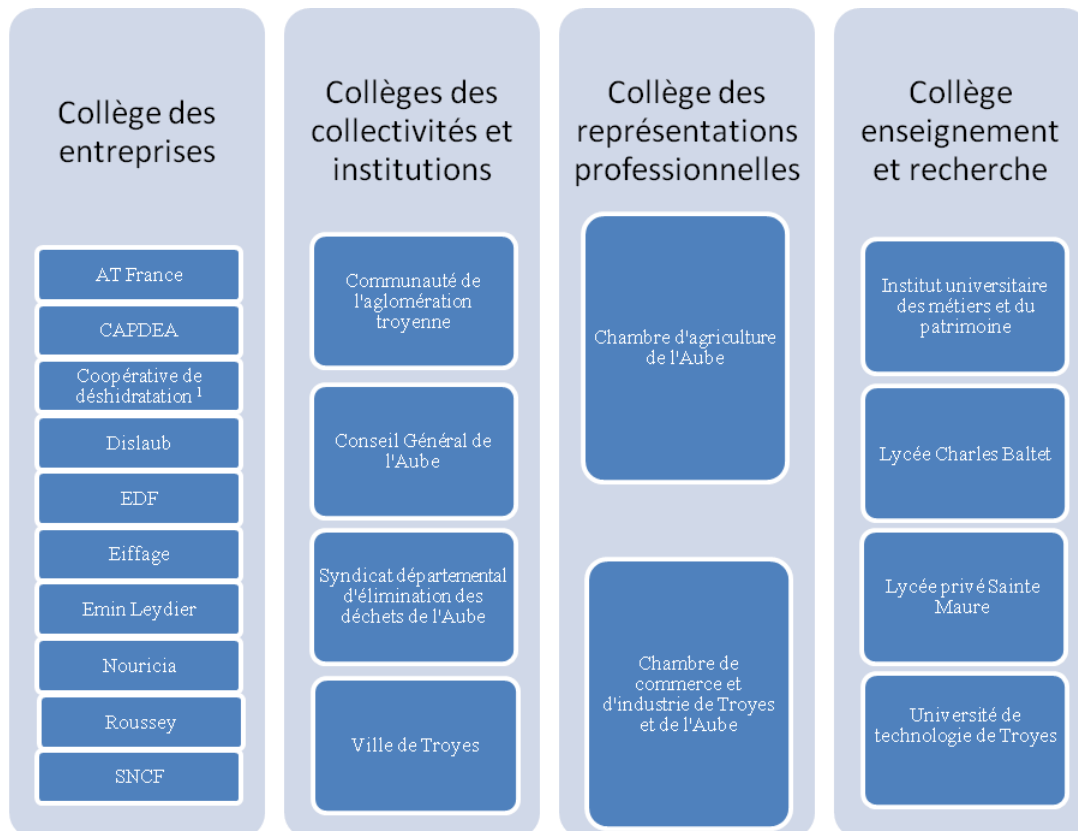 Collège des
entreprises
AT France
CAPDEA
Coopérative de
déshidratation 1
Dislaub
EDF
Eiffage
Emin Leydier
Nouricia
Roussey
SNCF
Collèges des
collectivités et
institutions
Communauté de
l'aglomération
troyenne
Conseil Général de
l'Aube
Syndicat départemental
d'élimination des
déchets de l'Aube
Ville de Troyes
Collège des
représentations
professionnelles
Chambre d'agriculture
de l'Aube
Chambre de
commerce et
d'industrie de Troyes
et de l'Aube
Collège
enseignement
et recherche
Institut universitaire
des métiers et du
patrimoine
Lycée Charles Baltet
Lycée privé Sainte
Maure
Université de
technologie de Troyes